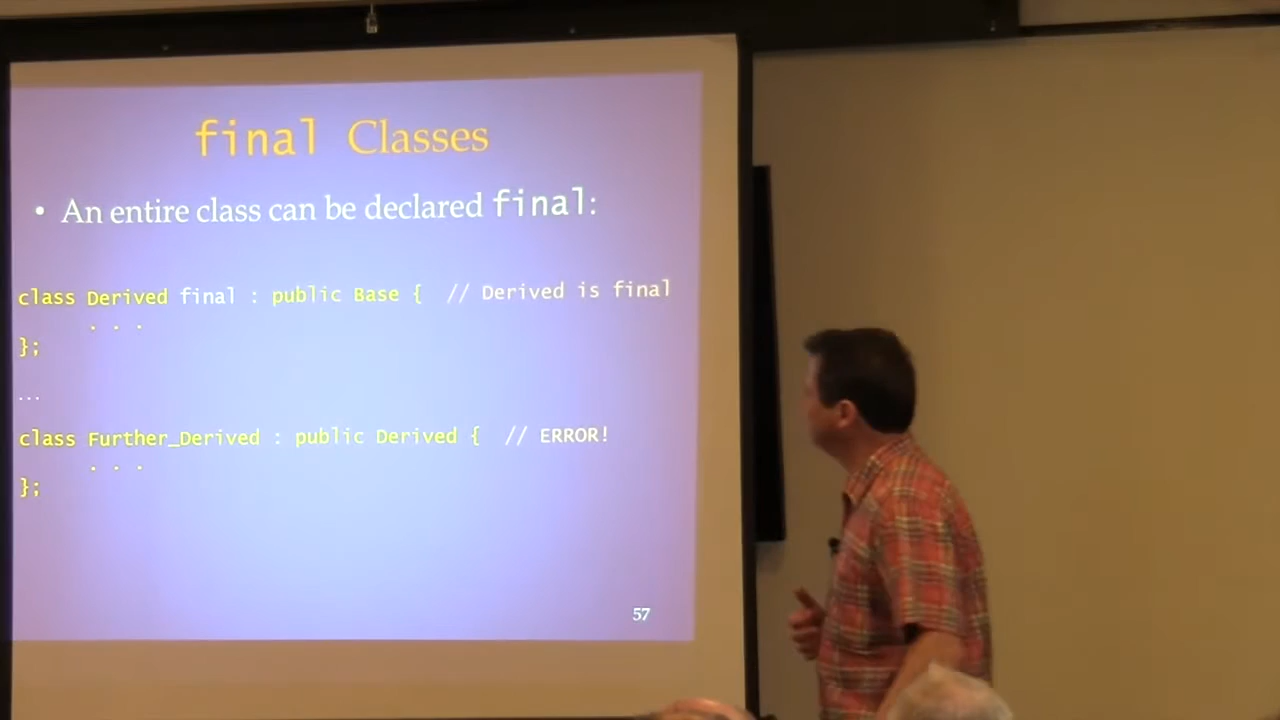 final Classes
• An entire class can be declared final:
class Derived final : public Base { // Derived is final
. . .
};
...
class Further_Derived : public Derived { // ERROR!
. . .
};
57